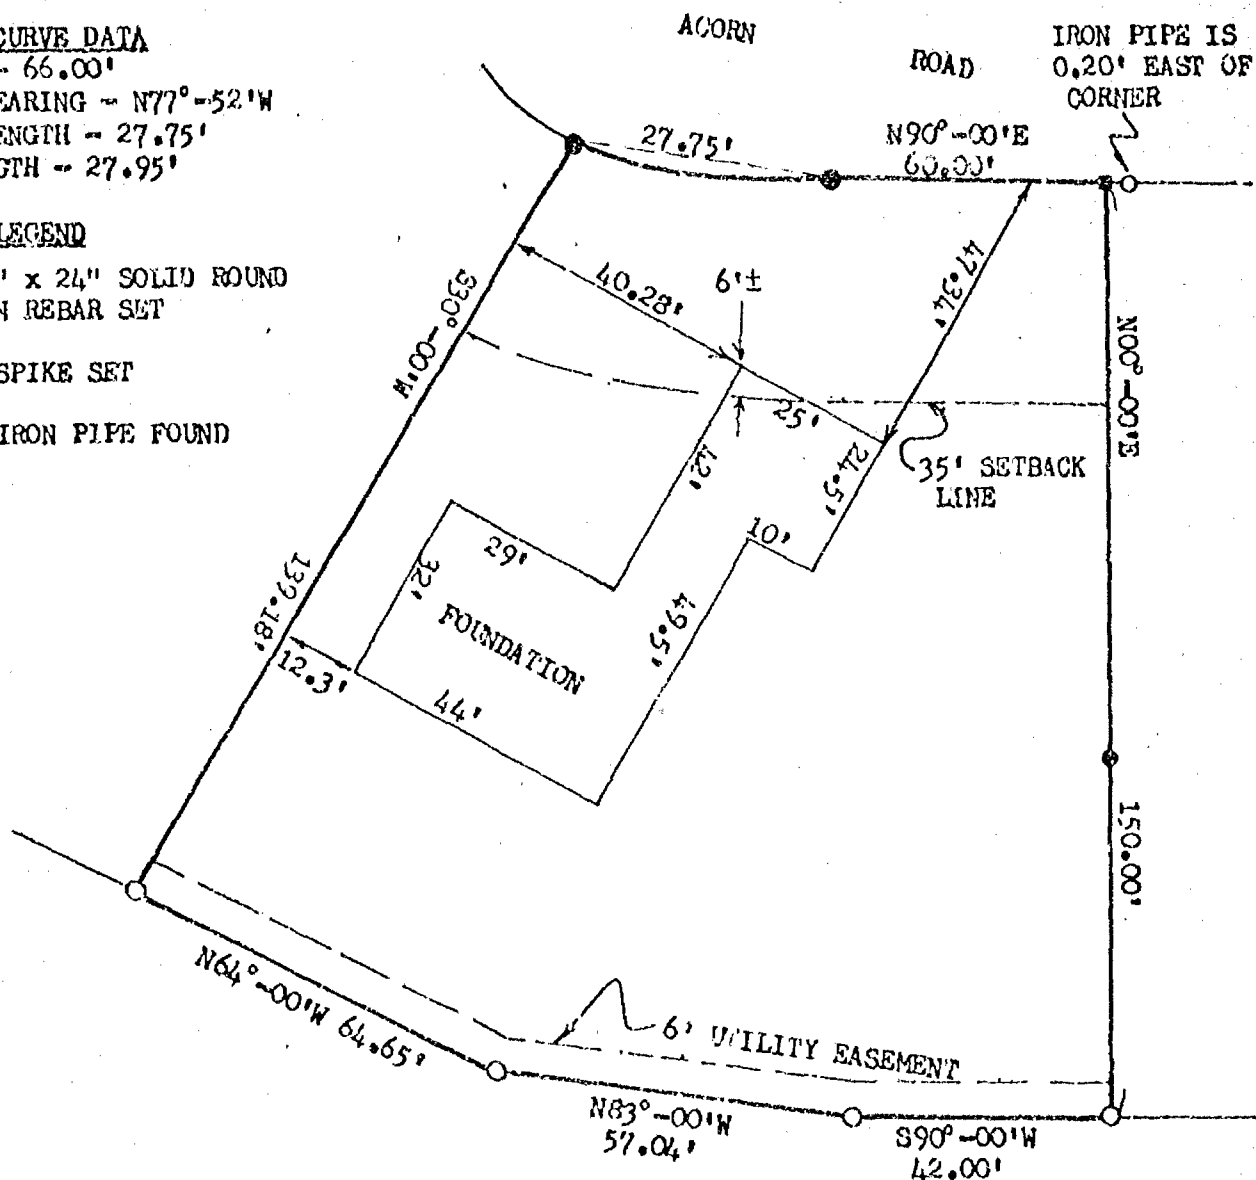 CURVE DATA
- 66.00'
EARING - N77°-52'W
ENGTH - 27.75'
GTH - 27.95'
LEGEND
" x 24" SOLID ROUND
N REBAR SET
SPIKE SET
IRON PIPE FOUND
ACORN
ROAD
IRON PIPE IS
0.20' EAST OF
CORNER
27.75'
N90°-00'E
60.00'
S30°-00'W
139.18'
40.28'
6'±
47.34'
N00°-00'E
150.00'
25'
24.5'
35' SETBACK
LINE
42'
10'
29'
32'
49.5'
FOUNDATION
12.3'
44'
N64°-00'W 64.65'
6' UTILITY EASEMENT
N83°-00'W
57.04'
S90°-00'W
42.00'